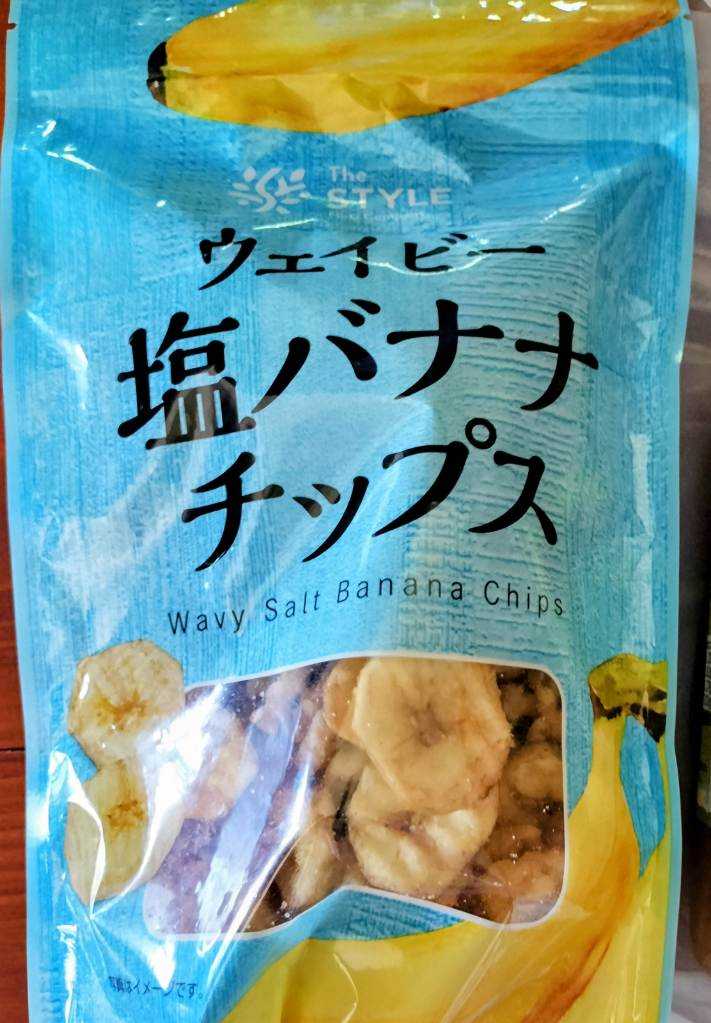 The
STYLE
ウェイビー
塩バナナ
チップス
Wavy Salt Banana Chips
写真はイメージです。